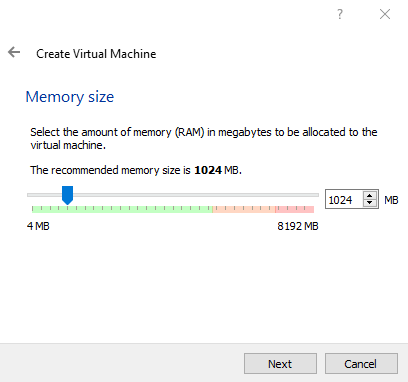 ?
Create Virtual Machine
Memory size
Select the amount of memory (RAM) in megabytes to be allocated to the
virtual machine.
The recommended memory size is 1024 MB.
1024 MB
4 MB 8192 MB
Next Cancel